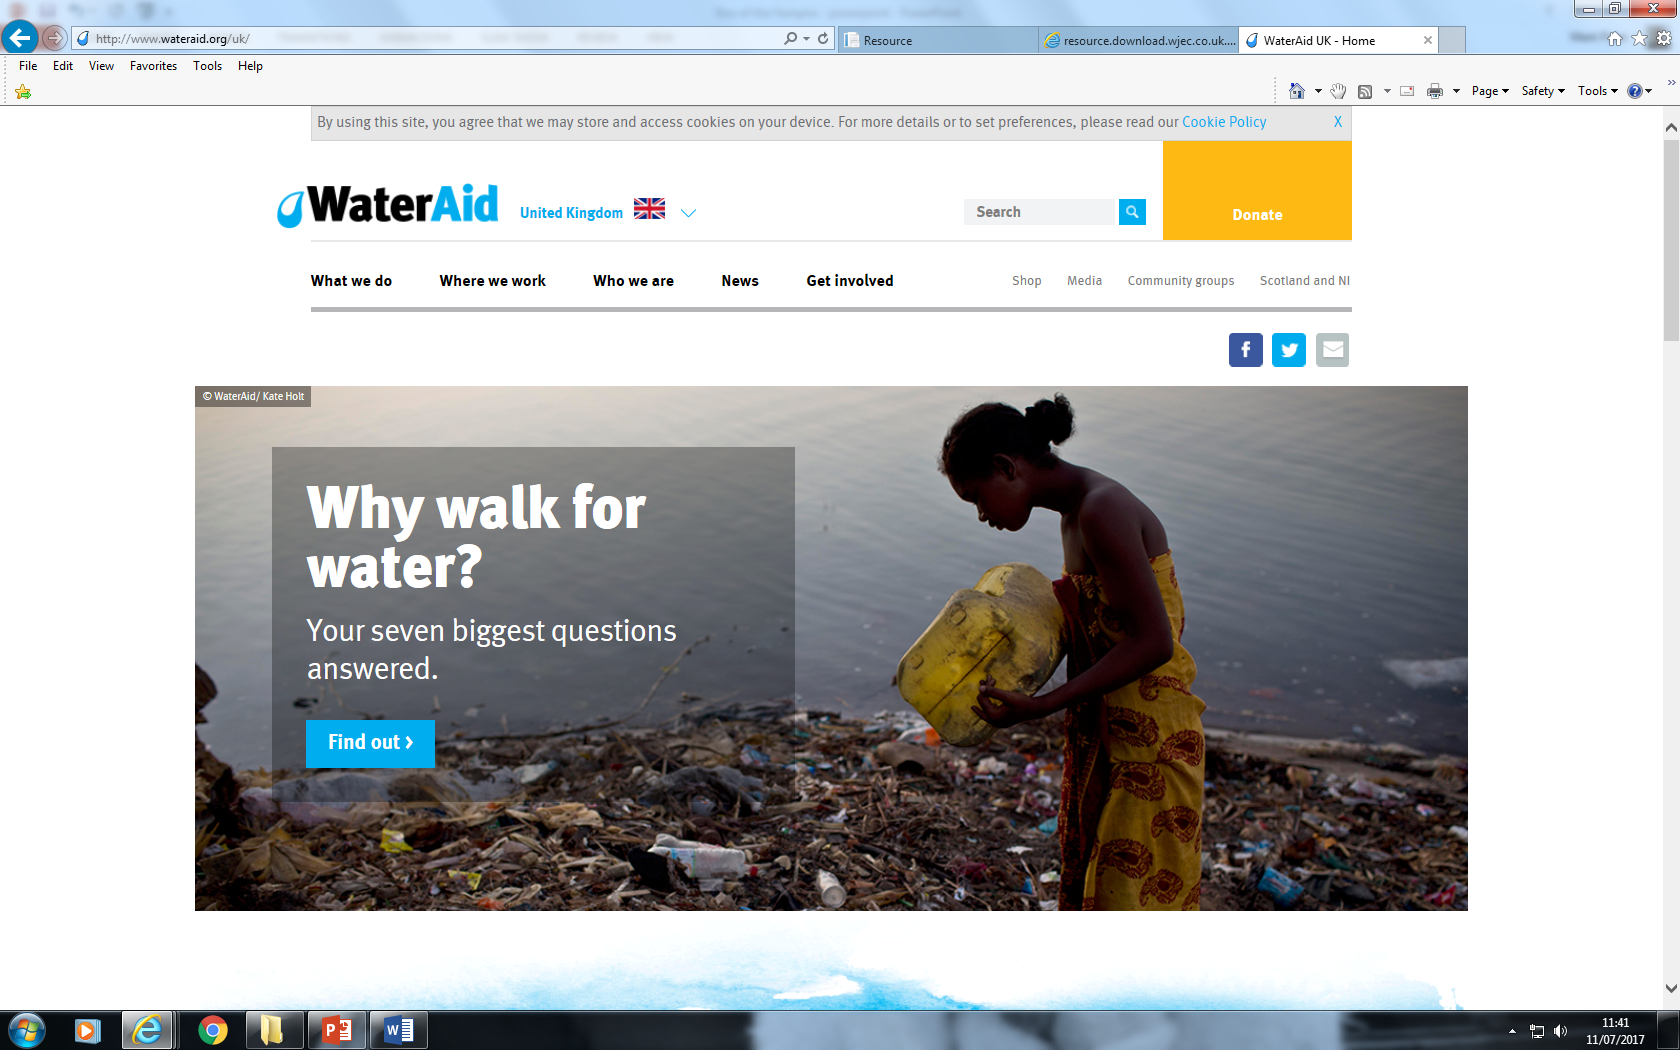 http://www.wateraid.org/uk/
Resource
resource.download.wjec.co.uk....
WaterAid UK - Home
File Edit View Favorites Tools Help
Page Safety Tools
By using this site, you agree that we may store and access cookies on your device. For more details or to set preferences, please read our Cookie Policy X
WaterAid
United Kingdom
Search
Donate
What we do Where we work Who we are News Get involved
Shop Media Community groups Scotland and NI
© WaterAid/ Kate Holt
Why walk for
water?
Your seven biggest questions
answered.
Find out >
11:41
11/07/2017